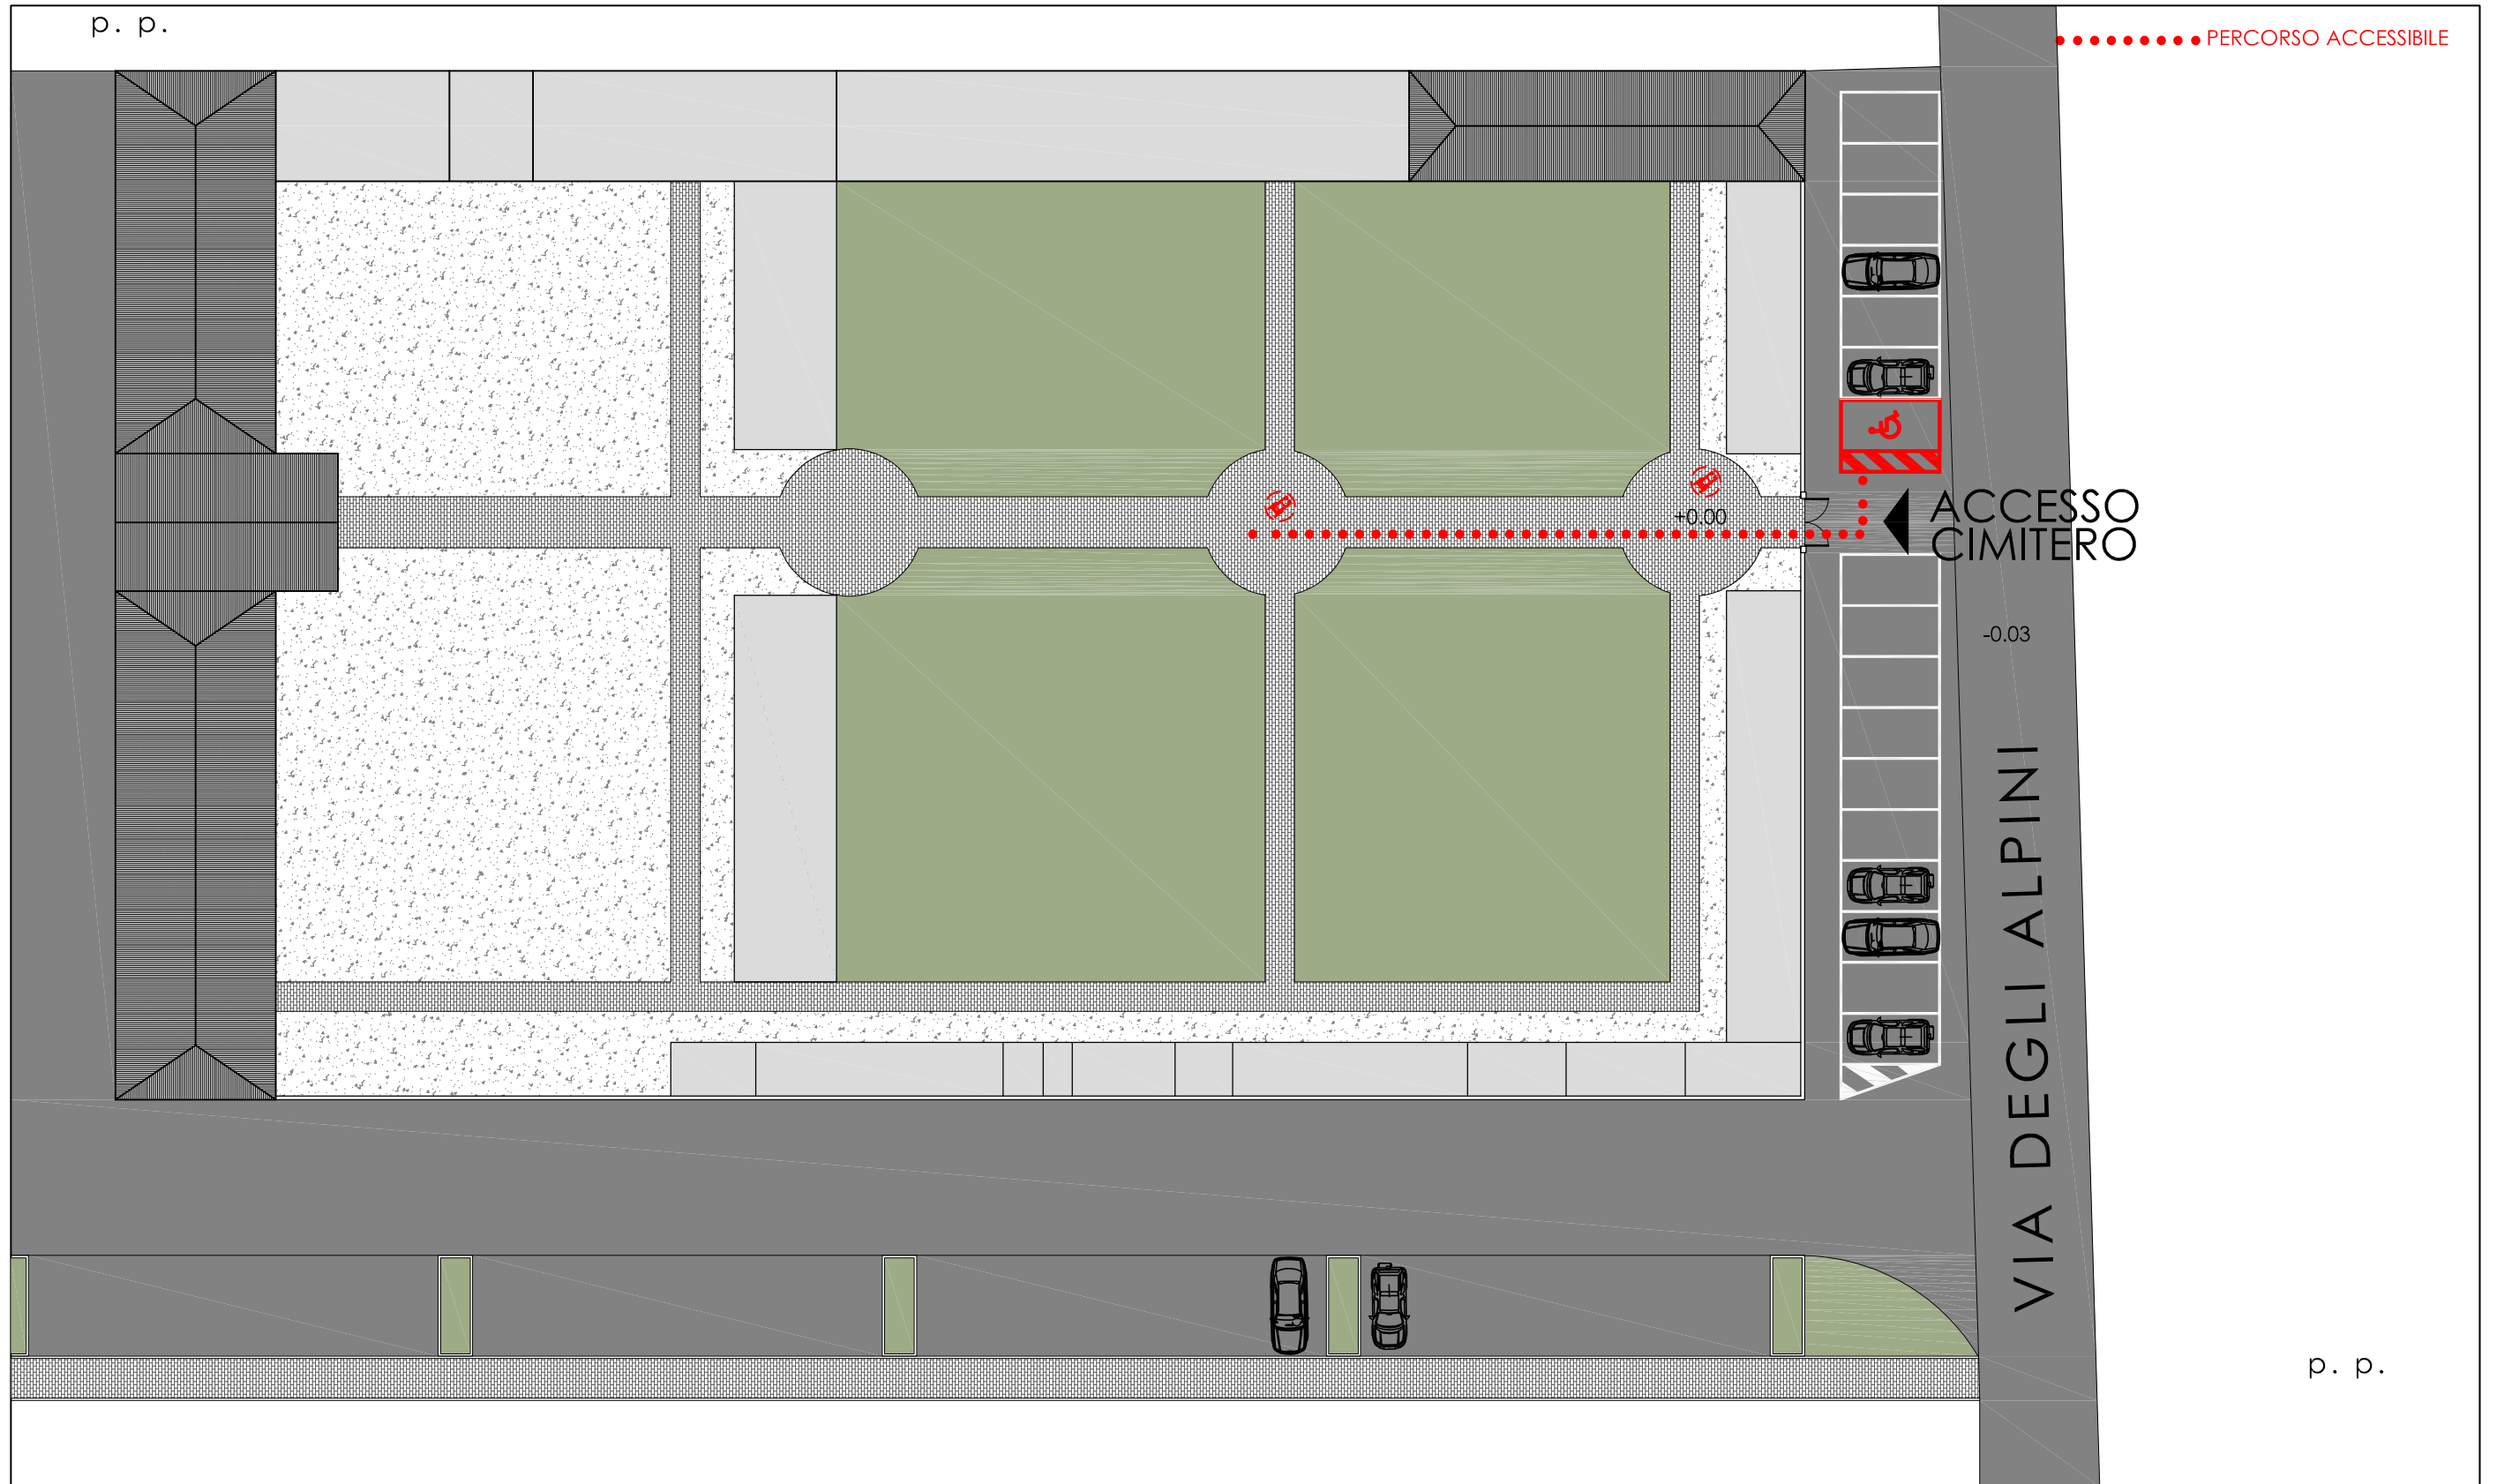 p. p.
PERCORSO ACCESSIBILE
ACCESSO
CIMITERO
+0.00
-0.03
VIA DEGLI ALPINI
p. p.